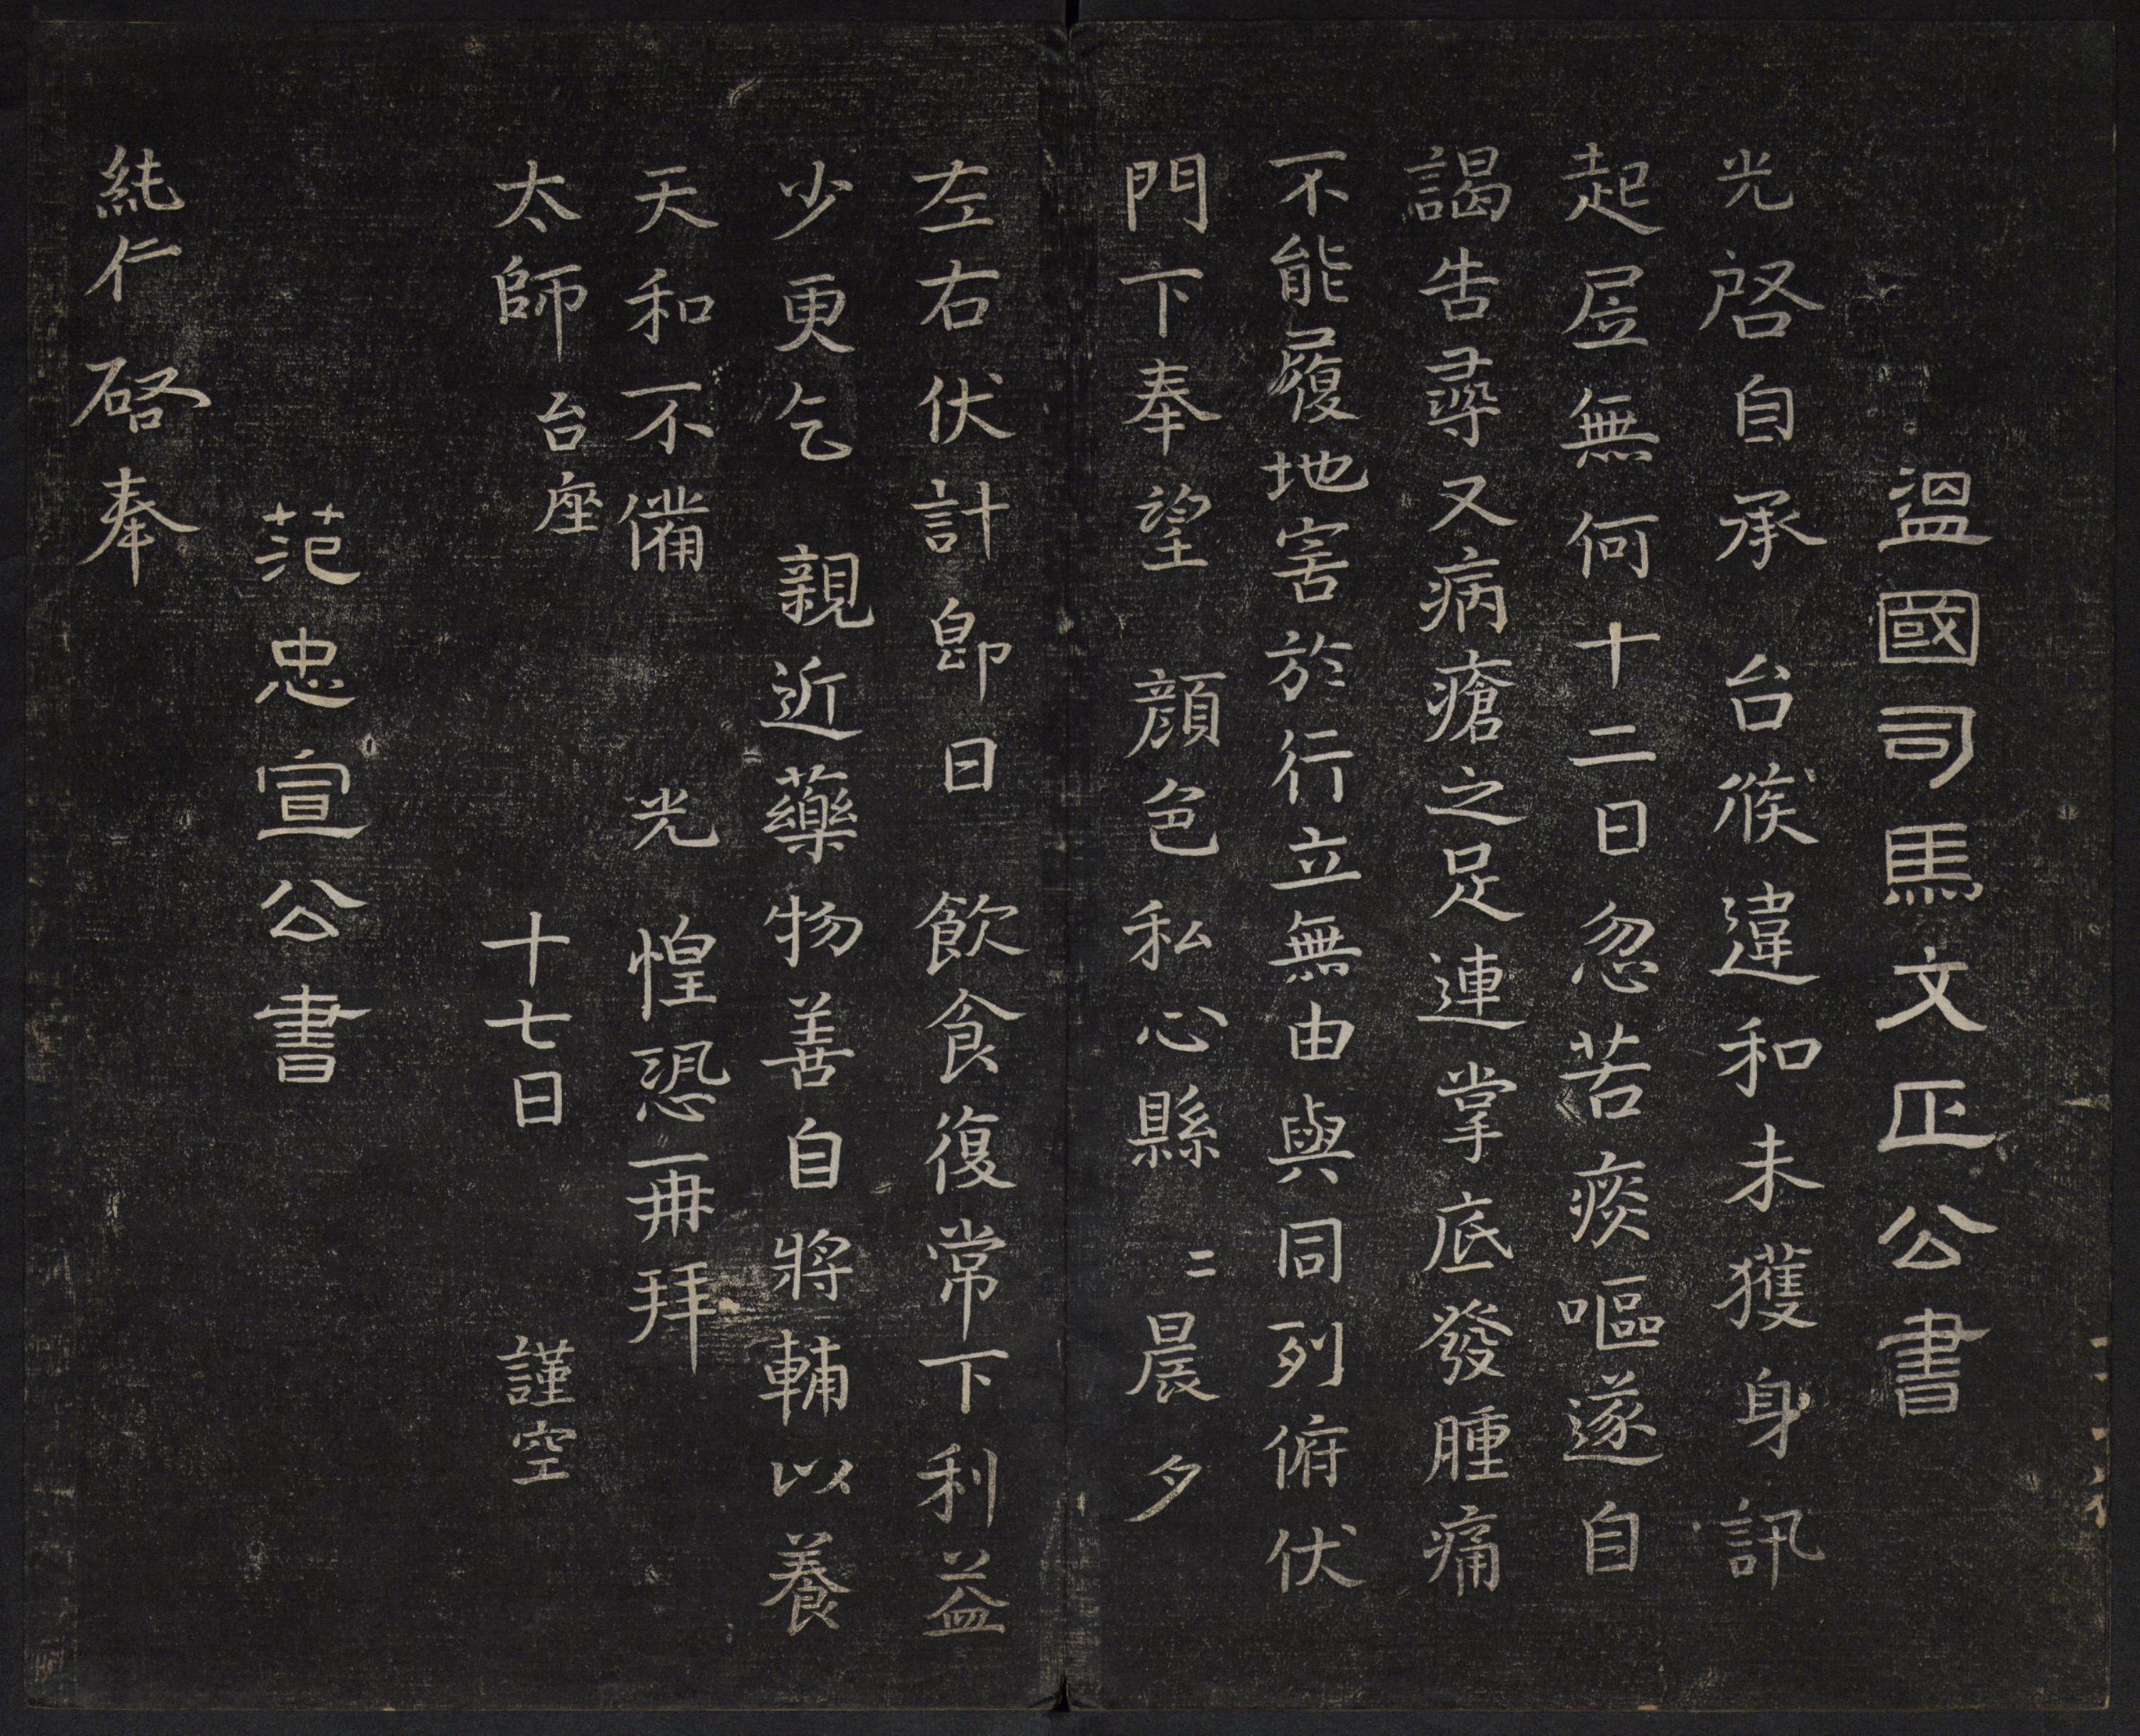 溫國司馬文正公書
光啓自承 台候違和未獲身訊
起居無何十二日忽苦痰嘔遂自
謁告尋又病瘡之足連掌底發腫痛
不能履地害於行立無由與同列俯伏
門下奉望 顏色私心縣〻晨夕
左右伏計即日 飲食復常下利益
少更乞 親近藥物善自將輔以養
天和不備 光 惶恐再拜
太師 台座 十七日 謹空
范忠宣公書
純仁 啓奉